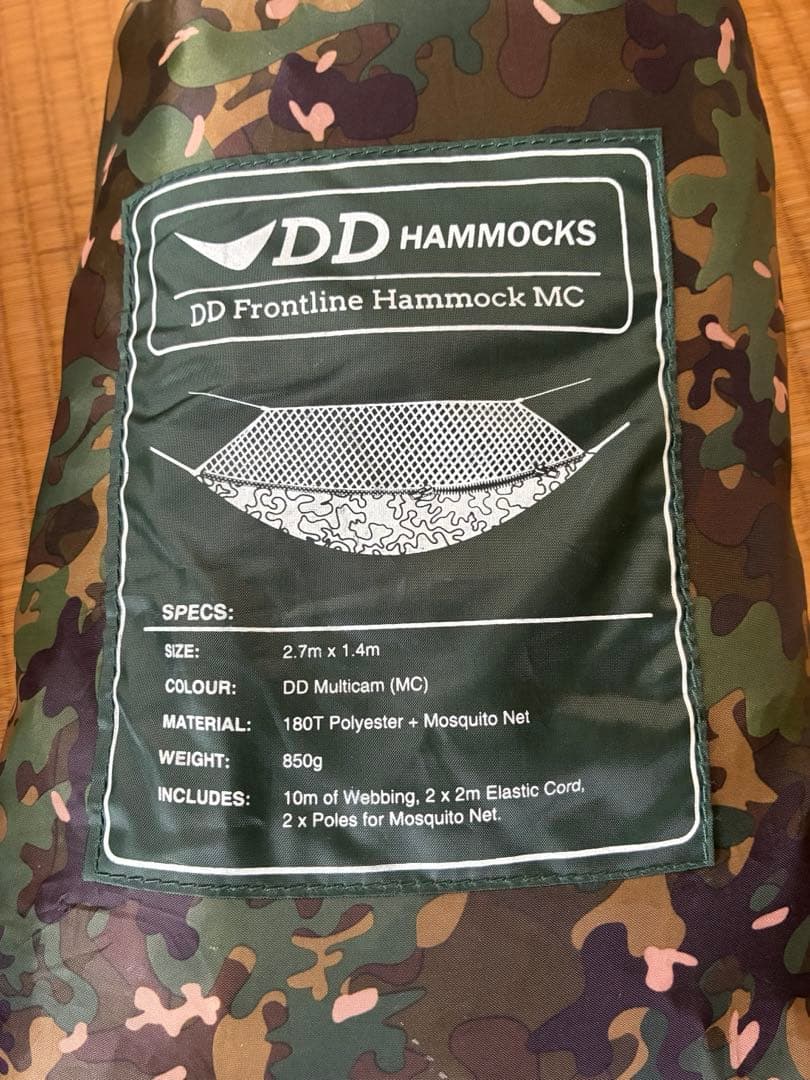 DD HAMMOCKS
DD Frontline Hammock MC
SPECS:
SIZE: 2.7m x 1.4m
COLOUR: DD Multicam (MC)
MATERIAL: 180T Polyester + Mosquito Net
WEIGHT: 850g
INCLUDES: 10m of Webbing, 2 x 2m Elastic Cord,
2 x Poles for Mosquito Net.